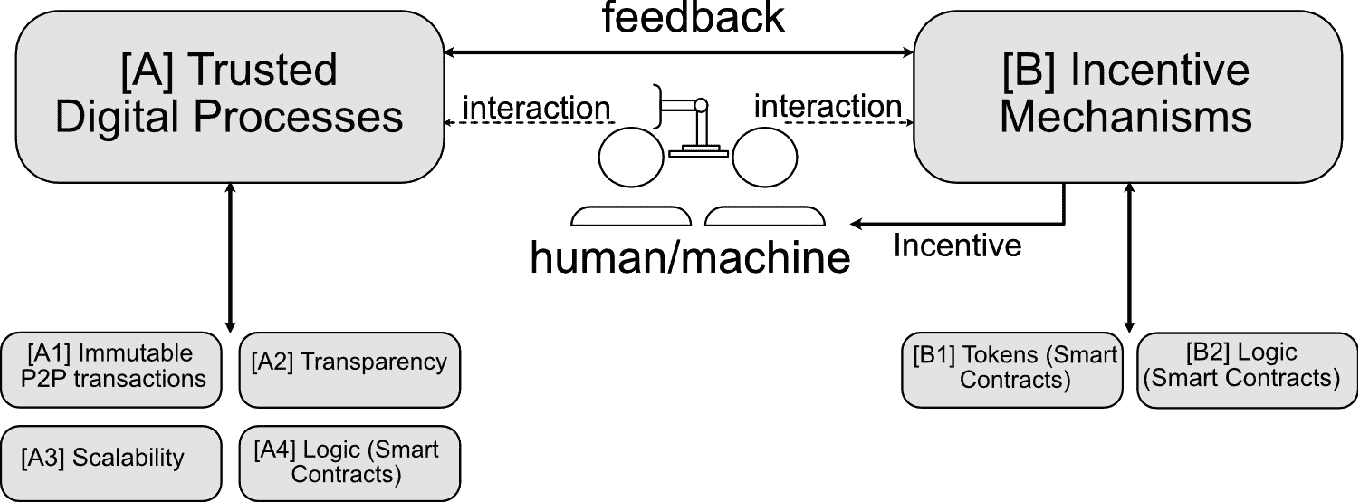 feedback
[A] Trusted
Digital Processes
interaction
interaction
[B] Incentive
Mechanisms
human/machine
Incentive
[A1] Immutable
P2P transactions
[A2] Transparency
[A3] Scalability
[A4] Logic (Smart
Contracts)
[B1] Tokens (Smart
Contracts)
[B2] Logic
(Smart Contracts)